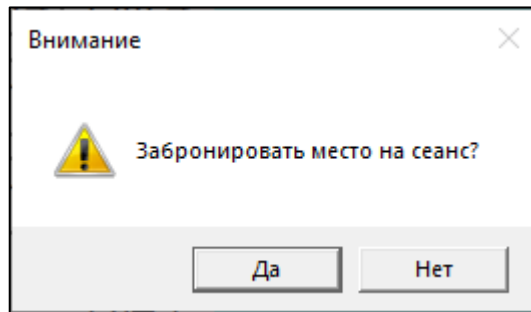 Внимание
Забронировать место на сеанс?
Да
Нет